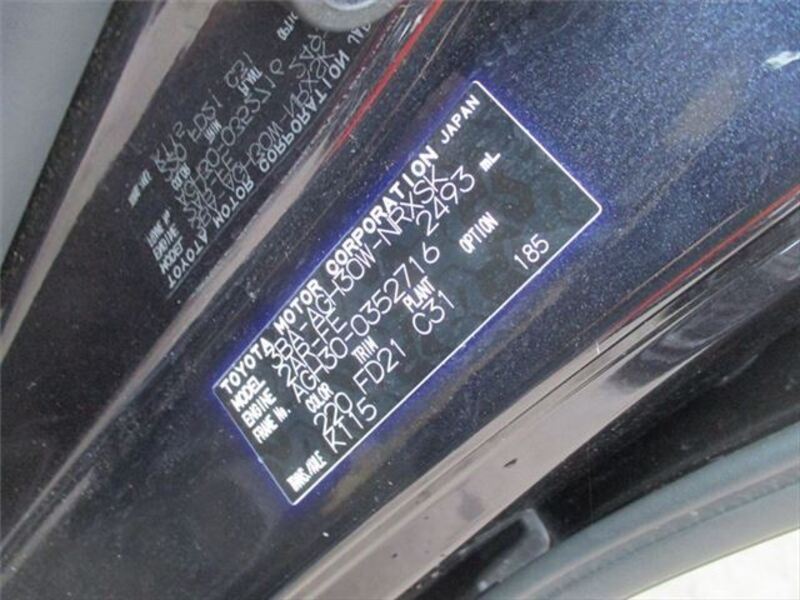 TOYOTA MOTOR CORPORATION JAPAN
MODEL 3BA-AGH30W-NRXSK
ENGINE 2AR-FE 2493 mL
FRAME No. AGH30-0352716
COLOR TRIM PLANT OPTION
220 FD21 C31 185
TRANS/AXLE K115